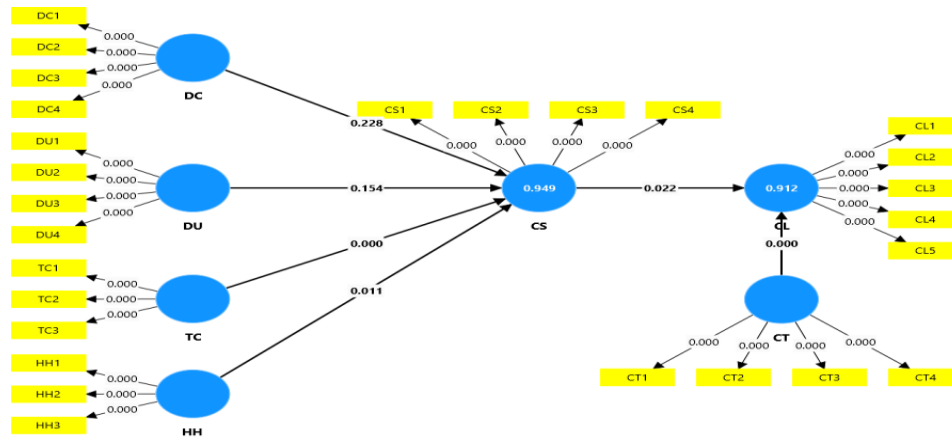 DC1
DC2
DC3
DC4
0.000
0.000
0.000
0.000
DC
0.228
DU1
DU2
DU3
DU4
0.000
0.000
0.000
0.000
DU
0.154
TC1
TC2
TC3
0.000
0.000
0.000
TC
0.000
HH1
HH2
HH3
0.000
0.000
0.000
HH
0.011
CS1
CS2
CS3
CS4
0.000
0.000
0.000
0.000
0.949
CS
0.022
CL1
CL2
CL3
CL4
CL5
0.000
0.000
0.000
0.000
0.000
0.912
CL
0.000
CT
0.000
0.000
0.000
0.000
CT1
CT2
CT3
CT4